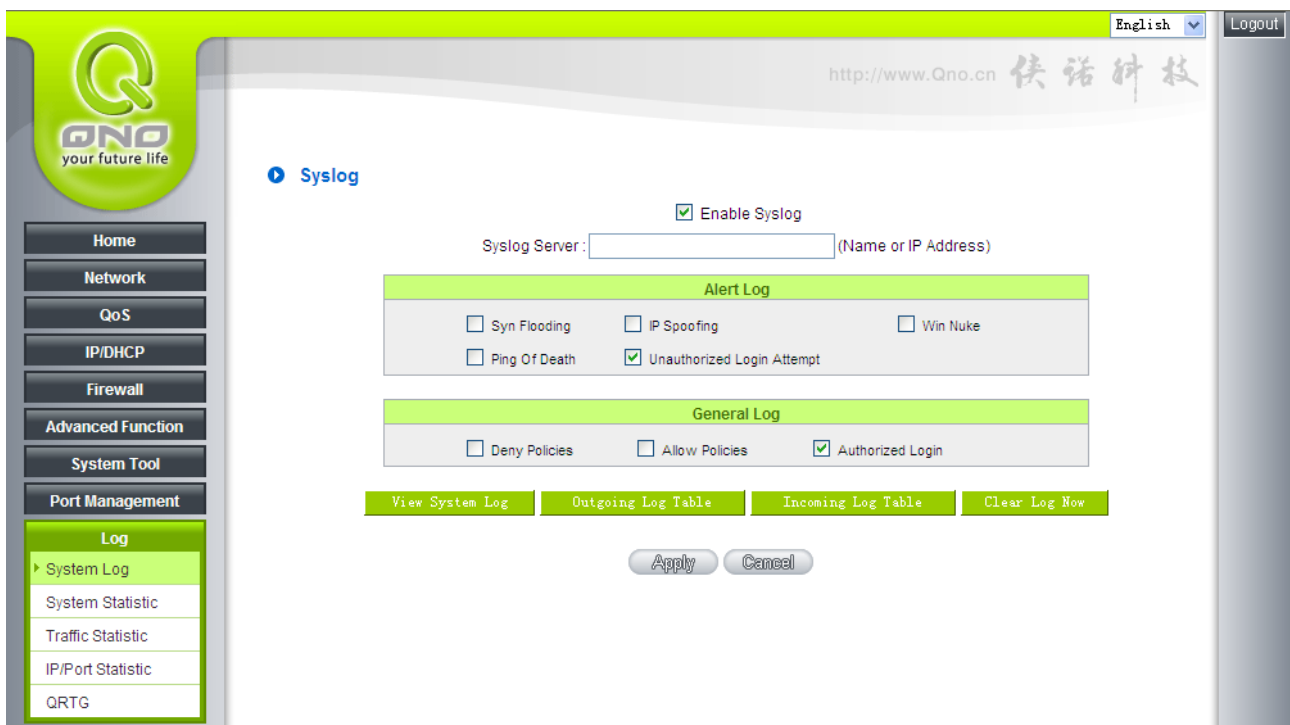 English
Logout
http://www.Qno.cn 侠诺科技
QNO
your future life
Syslog
Enable Syslog
Syslog Server : (Name or IP Address)
Alert Log
Syn Flooding IP Spoofing Win Nuke
Ping Of Death Unauthorized Login Attempt
General Log
Deny Policies Allow Policies Authorized Login
View System Log Outgoing Log Table Incoming Log Table Clear Log Now
Apply Cancel
Home
Network
QoS
IP/DHCP
Firewall
Advanced Function
System Tool
Port Management
Log
System Log
System Statistic
Traffic Statistic
IP/Port Statistic
QRTG